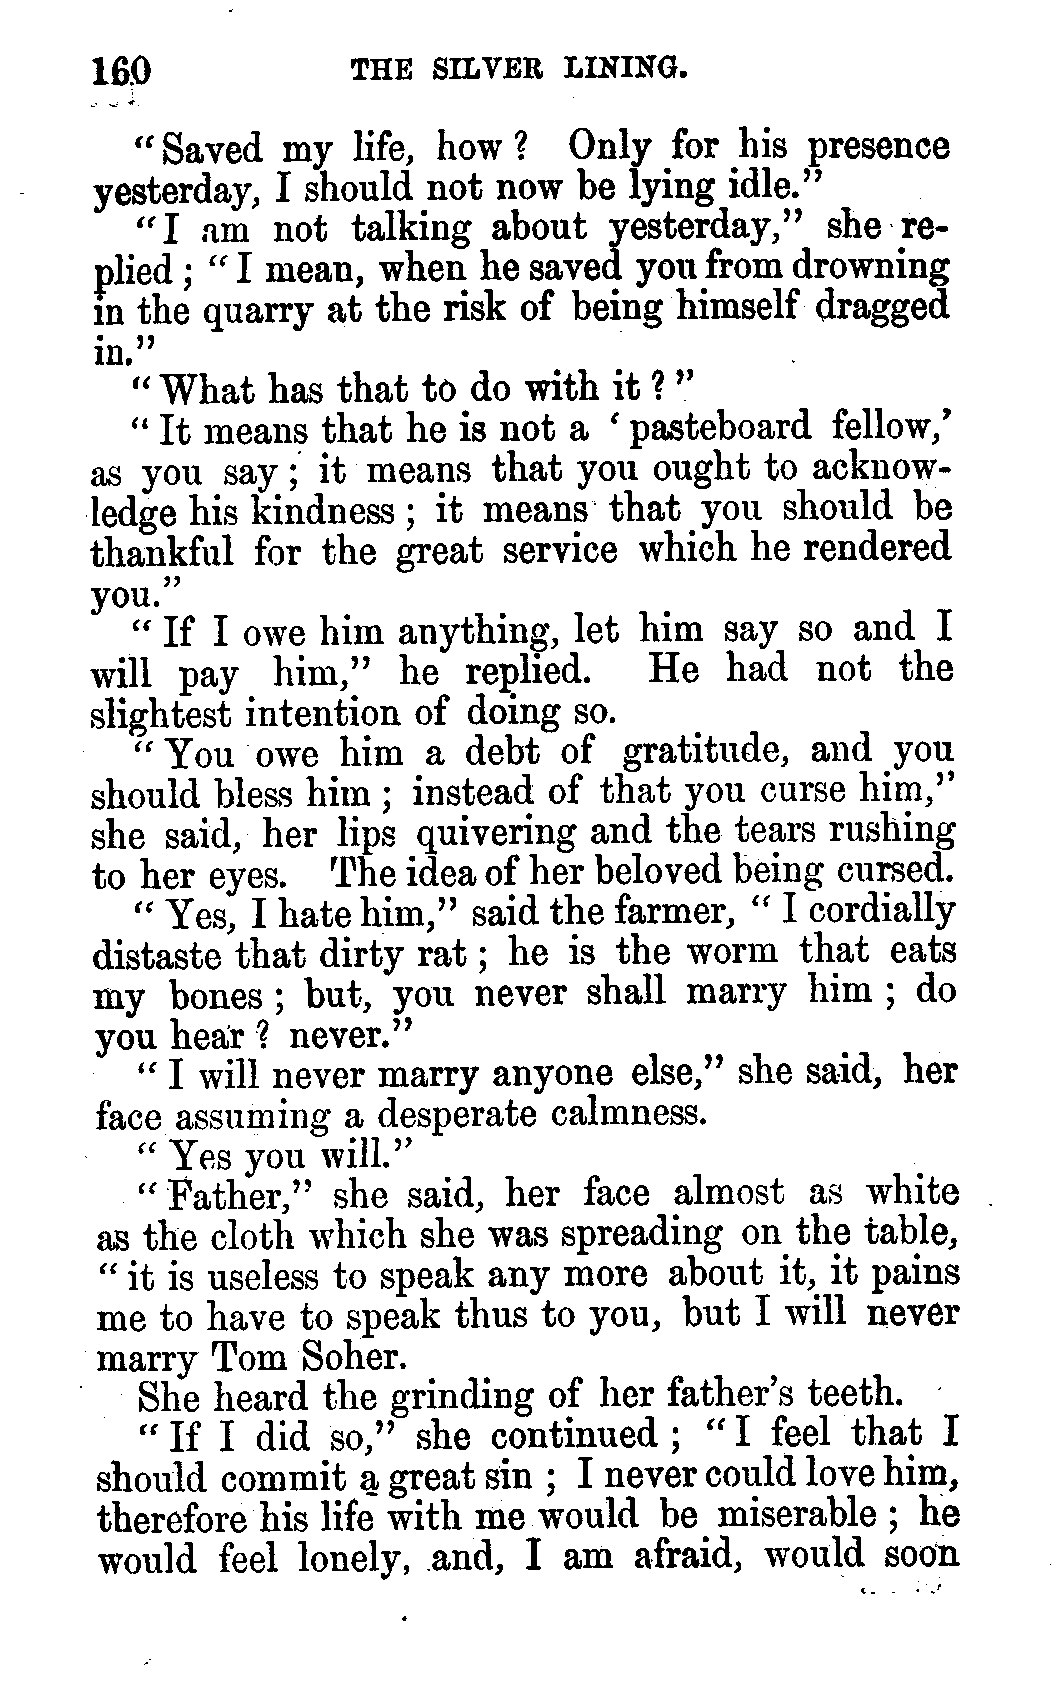 160 THE SILVER LINING.
"Saved my life, how ? Only for his presence
yesterday, I should not now be lying idle."
"I am not talking about yesterday," she re-
plied ; "I mean, when he saved you from drowning
in the quarry at the risk of being himself dragged
in."
"What has that to do with it ?"
"It means that he is not a 'pasteboard fellow,'
as you say ; it means that you ought to acknow-
ledge his kindness ; it means that you should be
thankful for the great service which he rendered
you."
"If I owe him anything, let him say so and I
will pay him," he replied. He had not the
slightest intention of doing so.
"You owe him a debt of gratitude, and you
should bless him ; instead of that you curse him,"
she said, her lips quivering and the tears rushing
to her eyes. The idea of her beloved being cursed.
"Yes, I hate him," said the farmer, "I cordially
distaste that dirty rat ; he is the worm that eats
my bones ; but, you never shall marry him ; do
you hear ? never."
"I will never marry anyone else," she said, her
face assuming a desperate calmness.
"Yes you will."
"Father," she said, her face almost as white
as the cloth which she was spreading on the table,
"it is useless to speak any more about it, it pains
me to have to speak thus to you, but I will never
marry Tom Soher.
She heard the grinding of her father's teeth.
"If I did so," she continued ; "I feel that I
should commit a great sin ; I never could love him,
therefore his life with me would be miserable ; he
would feel lonely, and, I am afraid, would soon